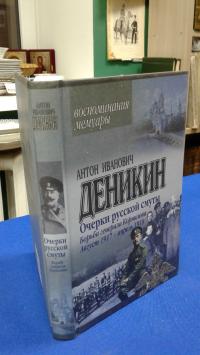 воспоминания
мемуары
АНТОН ИВАНОВИЧ
ДЕНИКИН
Очерки русской смуты
Борьба генерала Корнилова
Август 1917 - апрель 1918
АНТОН
ИВАНОВИЧ
ДЕНИКИН
Очерки
русской
смуты